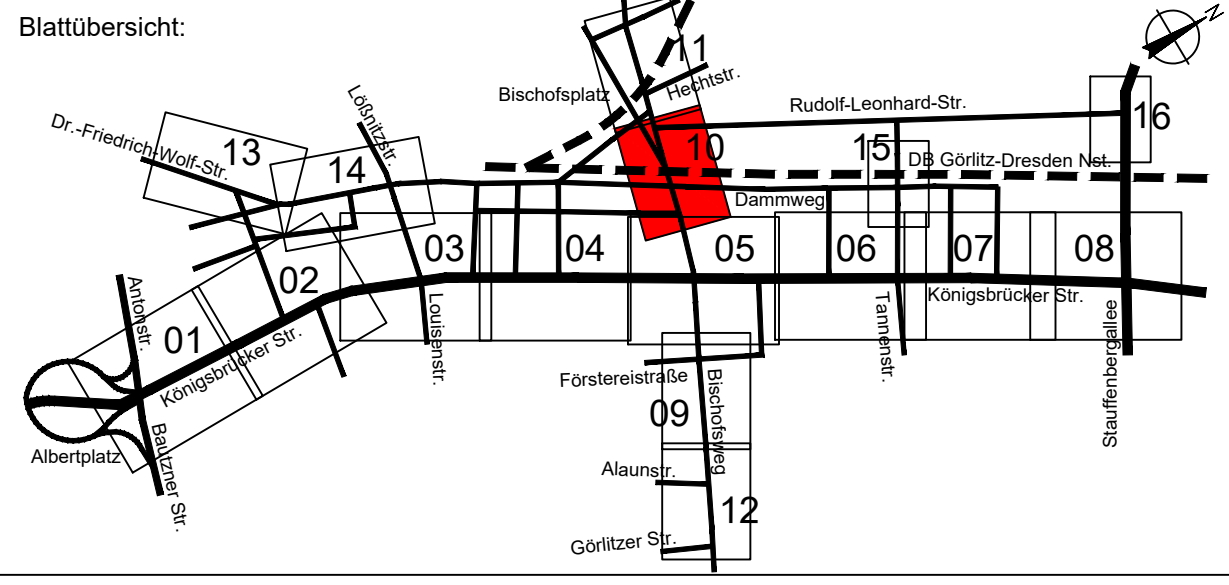 Blattübersicht:
N
11
Hechtstr.
Bischofsplatz
Rudolf-Leonhard-Str.
16
Lößnitzstr.
Dr.-Friedrich-Wolf-Str.
13
14
10
15
DB Görlitz-Dresden Nst.
Dammweg
03
04
05
06
07
08
02
Königsbrücker Str.
Antonstr.
01
Königsbrücker Str.
Louisenstr.
Tannenstr.
Stauffenbergallee
Förstereistraße
Bischofsweg
09
Albertplatz
Bautzner Str.
Alaunstr.
12
Görlitzer Str.